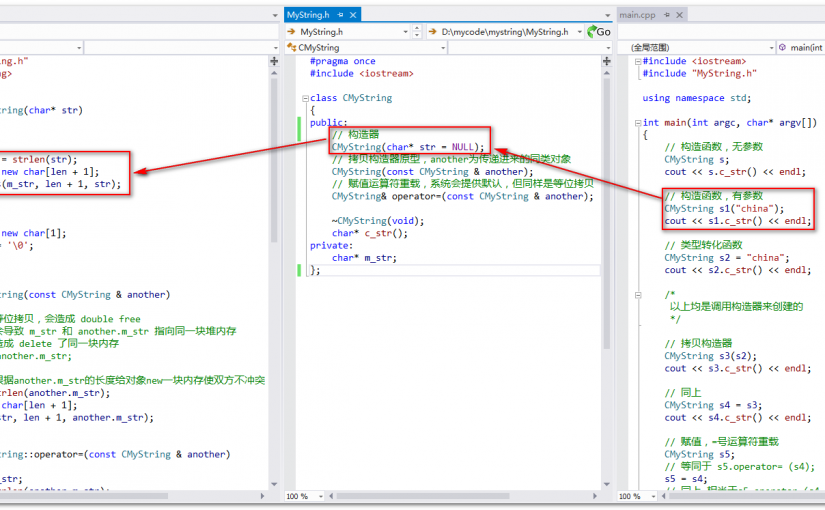 MyString.h
main.cpp
MyString.h
D:\mycode\mystring\MyString.h
Go
CMyString
(全局范围)
main(int
ng.h"
g>
tring(char* str)
= strlen(str);
new char[len + 1];
(m_str, len + 1, str);
new char[1];
= '\0';
tring(const CMyString & another)
等位拷贝，会造成 double free
会导致 m_str 和 another.m_str 指向同一块堆内存
造成 delete 了同一块内存
another.m_str;
根据another.m_str的长度给对象new一块内存使双方不冲突
trlen(another.m_str);
char[len + 1];
str, len + 1, another.m_str);
tring::operator=(const CMyString & another)
_str;
trlen(another.m_str);
#pragma once
#include <iostream>
class CMyString
{
public:
// 构造器
CMyString(char* str = NULL);
// 拷贝构造器原型，another为传递进来的同类对象
CMyString(const CMyString & another);
// 赋值运算符重载，系统会提供默认，但同样是等位拷贝
CMyString& operator=(const CMyString & another);
~CMyString(void);
char* c_str();
private:
char* m_str;
};
100 %
#include <iostream>
#include "MyString.h"
using namespace std;
int main(int argc, char* argv[])
{
// 构造函数，无参数
CMyString s;
cout << s.c_str() << endl;
// 构造函数，有参数
CMyString s1("china");
cout << s1.c_str() << endl;
// 类型转化函数
CMyString s2 = "china";
cout << s2.c_str() << endl;
/*
以上均是调用构造器来创建的
*/
// 拷贝构造器
CMyString s3(s2);
cout << s3.c_str() << endl;
// 同上
CMyString s4 = s3;
cout << s4.c_str() << endl;
// 赋值，=号运算符重载
CMyString s5;
// 等同于 s5.operator= (s4);
s5 = s4;
100 %